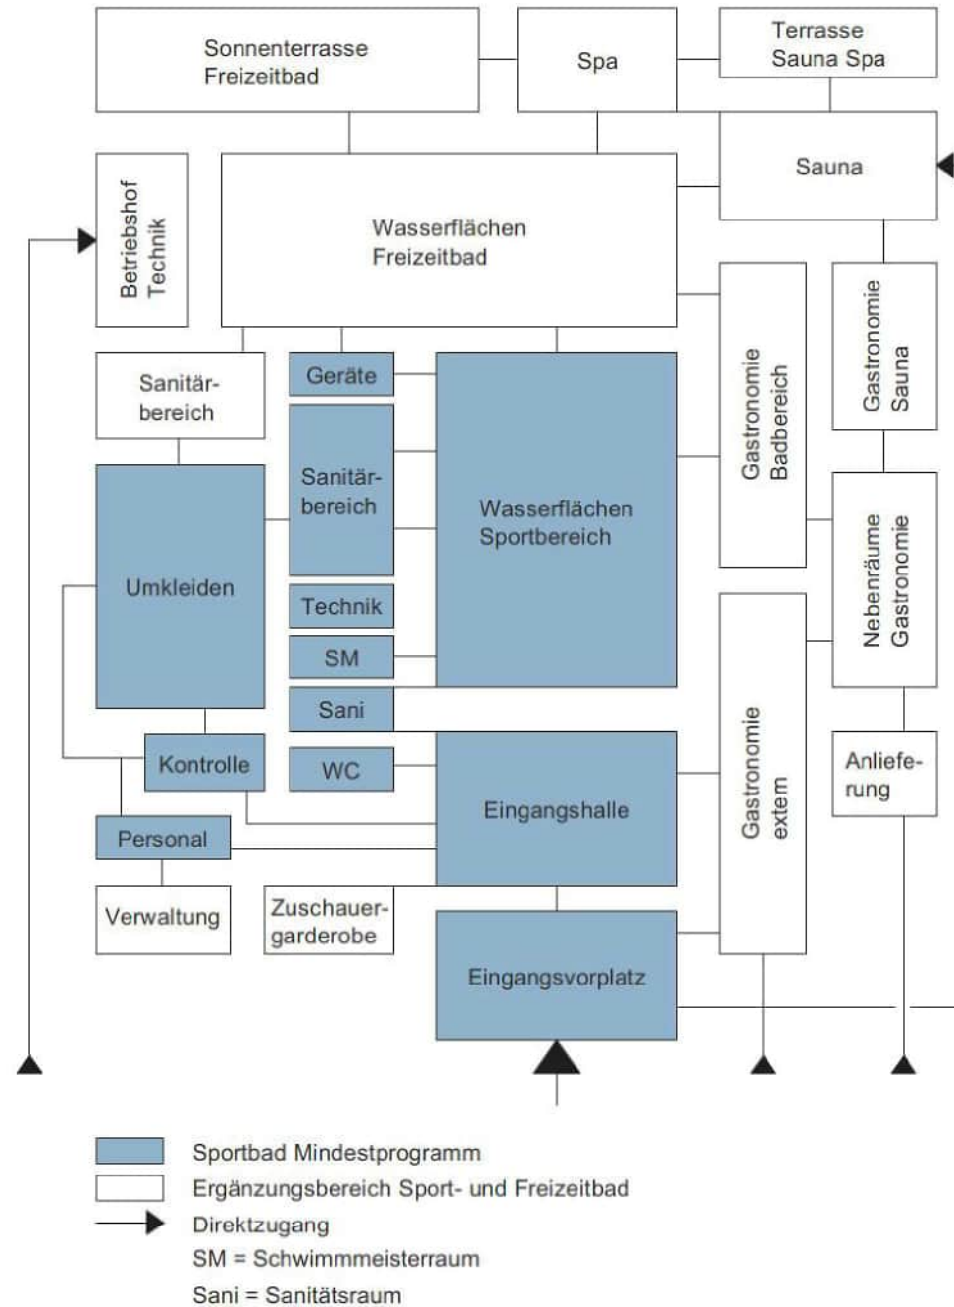 Sonnenterrasse
Freizeitbad
Spa
Terrasse
Sauna Spa
Sauna
Betriebshof
Technik
Wasserflächen
Freizeitbad
Gastronomie
Badbereich
Gastronomie
Sauna
Sanitär-
bereich
Geräte
Sanitär-
bereich
Wasserflächen
Sportbereich
Umkleiden
Technik
SM
Sani
Nebenräume
Gastronomie
Kontrolle
WC
Eingangshalle
Gastronomie
extern
Anliefe-
rung
Personal
Verwaltung
Zuschauer-
garderobe
Eingangsvorplatz
Sportbad Mindestprogramm
Ergänzungsbereich Sport- und Freizeitbad
Direktzugang
SM = Schwimmmeisterraum
Sani = Sanitätsraum